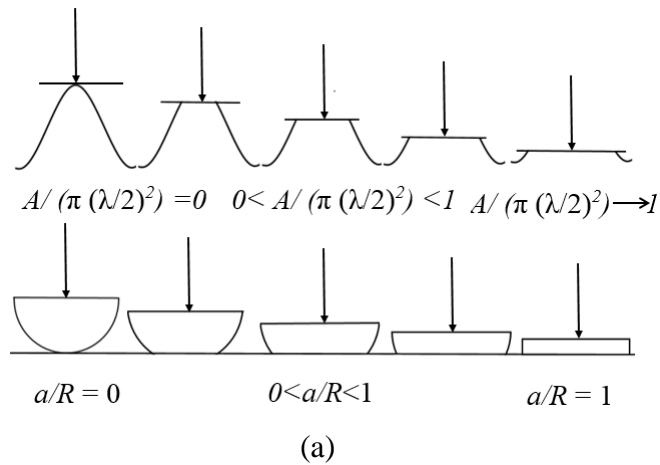 A/ (π (λ/2)²) =0 0< A/ (π (λ/2)²) <1 A/ (π (λ/2)²)→1
a/R = 0 0<a/R<1 a/R = 1
(a)